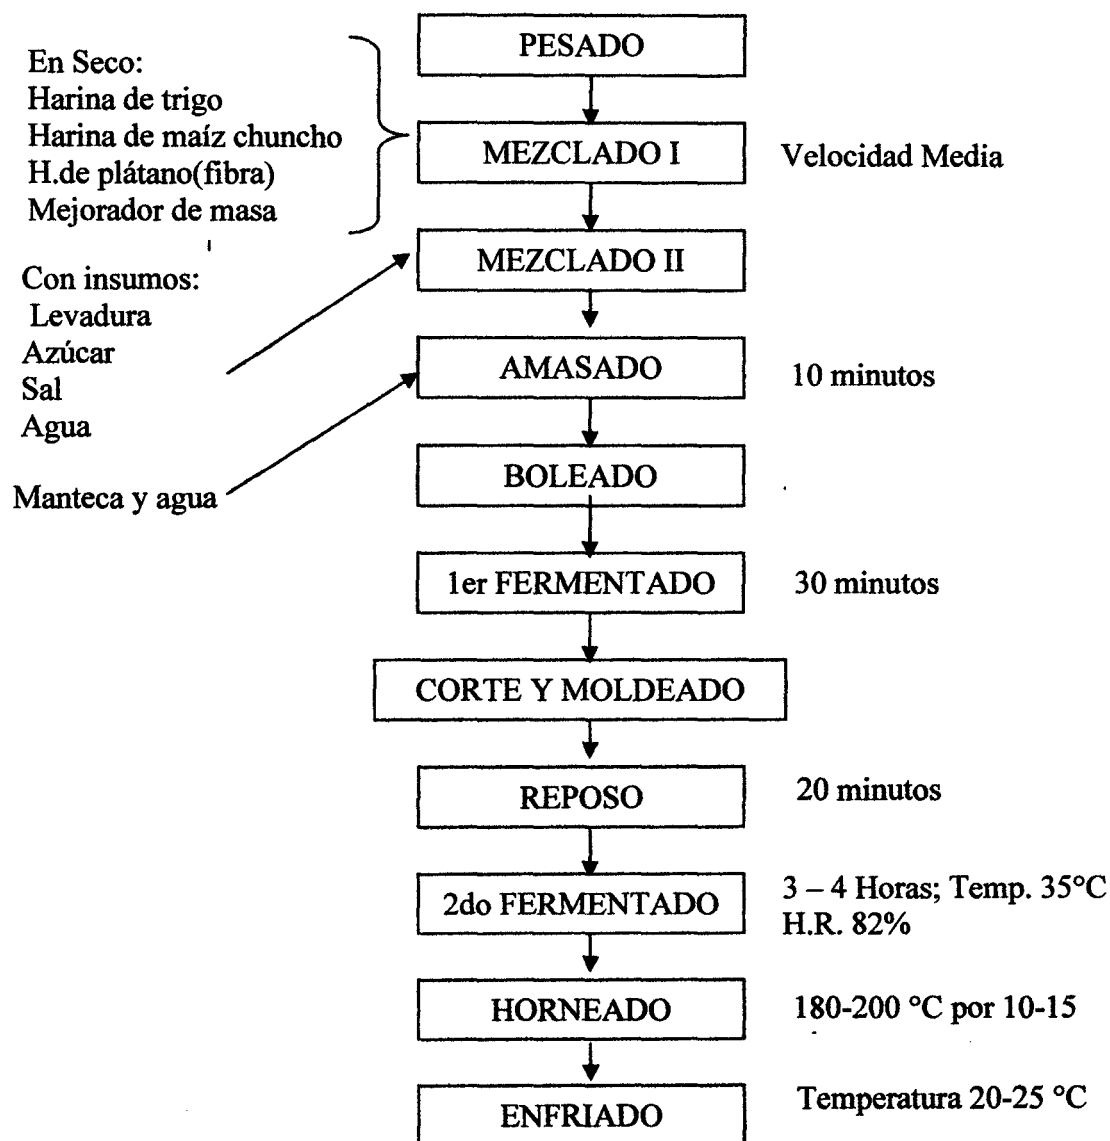 PESADO
En Seco:
Harina de trigo
Harina de maíz chuncho
H.de plátano(fibra)
Mejorador de masa
MEZCLADO I
Velocidad Media
MEZCLADO II
Con insumos:
Levadura
Azúcar
Sal
Agua
AMASADO
10 minutos
Manteca y agua
BOLEADO
1er FERMENTADO
30 minutos
CORTE Y MOLDEADO
REPOSO
20 minutos
2do FERMENTADO
3 – 4 Horas; Temp. 35°C
H.R. 82%
HORNEADO
180-200 °C por 10-15
ENFRIADO
Temperatura 20-25 °C